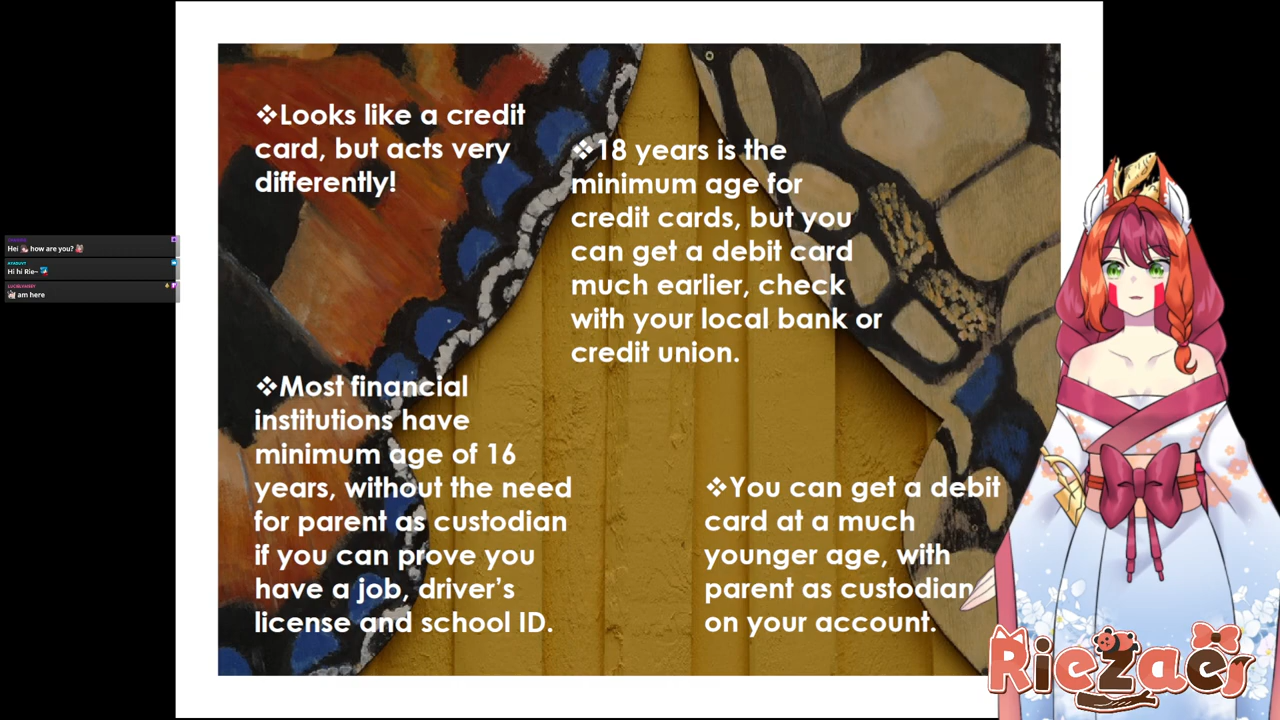 ❖Looks like a credit
card, but acts very
differently!
❖18 years is the
minimum age for
credit cards, but you
can get a debit card
much earlier, check
with your local bank or
credit union.
❖Most financial
institutions have
minimum age of 16
years, without the need
for parent as custodian
if you can prove you
have a job, driver's
license and school ID.
❖You can get a debit
card at a much
younger age, with
parent as custodian
on your account.
Hei how are you?
Hi hi Rie~
am here
Riezae